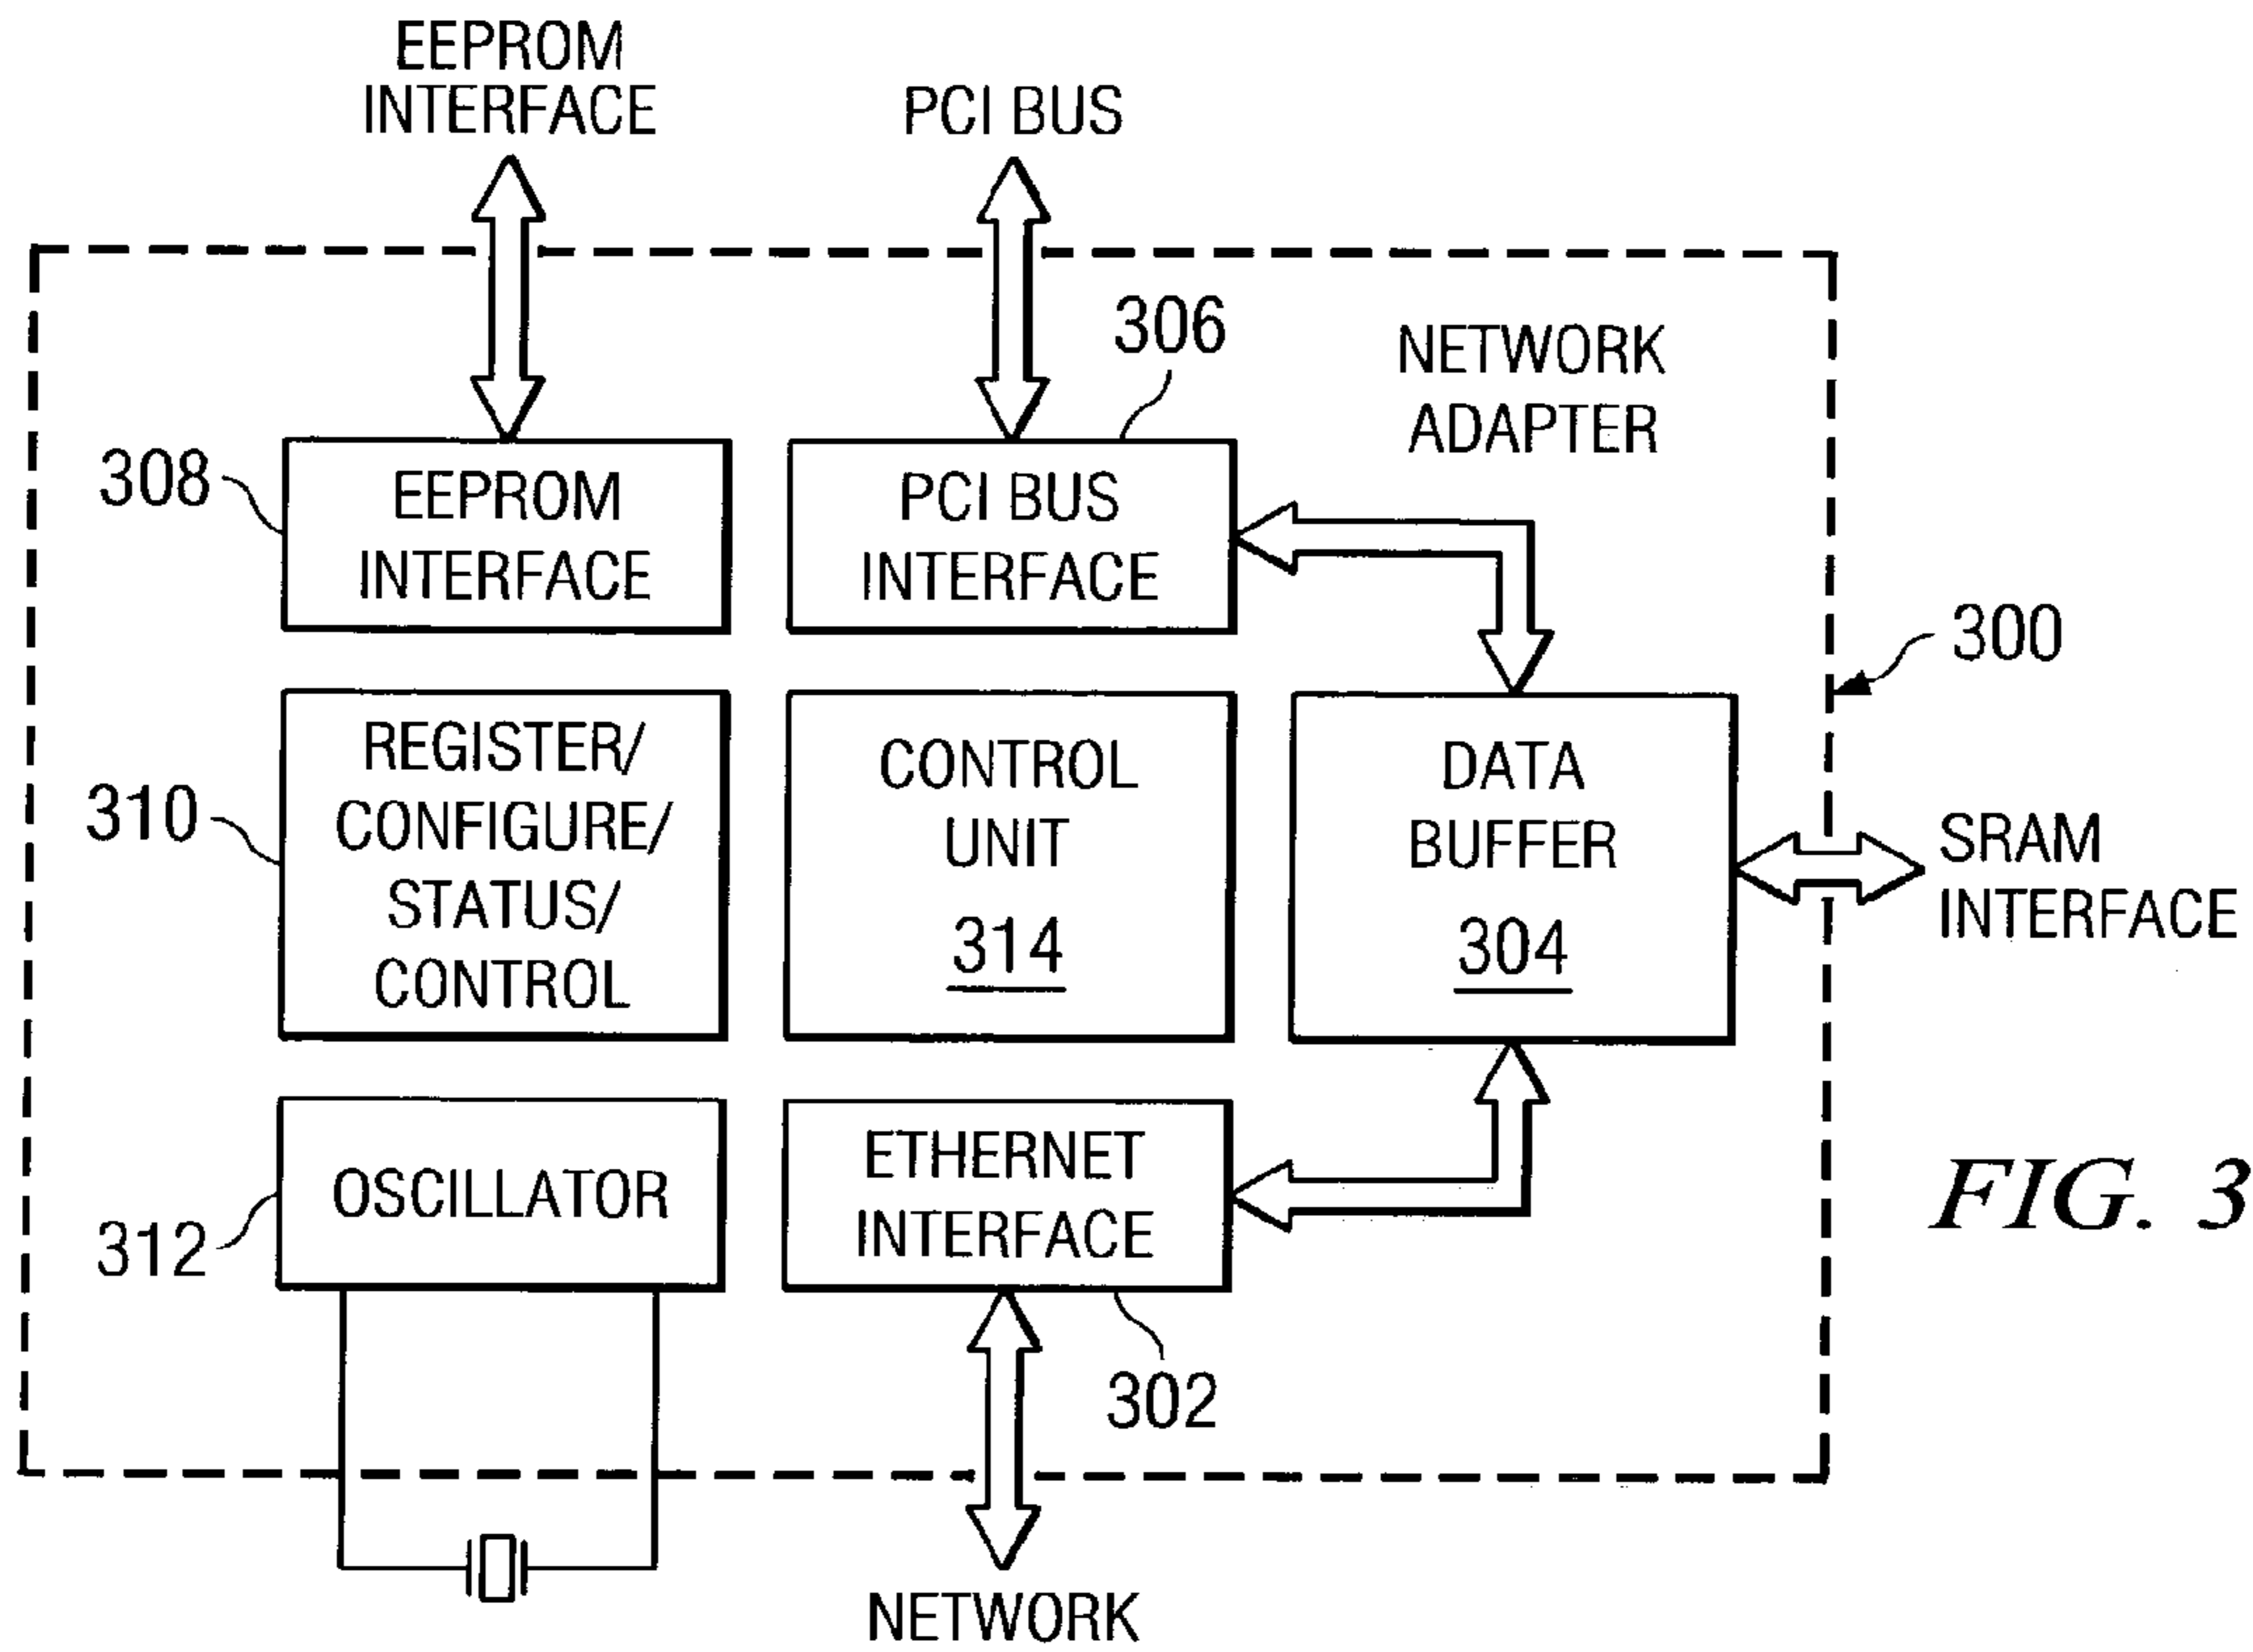 EEPROM
INTERFACE
PCI BUS
306
NETWORK
ADAPTER
308
EEPROM
INTERFACE
PCI BUS
INTERFACE
300
310
REGISTER/
CONFIGURE/
STATUS/
CONTROL
CONTROL
UNIT
314
DATA
BUFFER
304
SRAM
INTERFACE
312
OSCILLATOR
ETHERNET
INTERFACE
302
FIG. 3
NETWORK